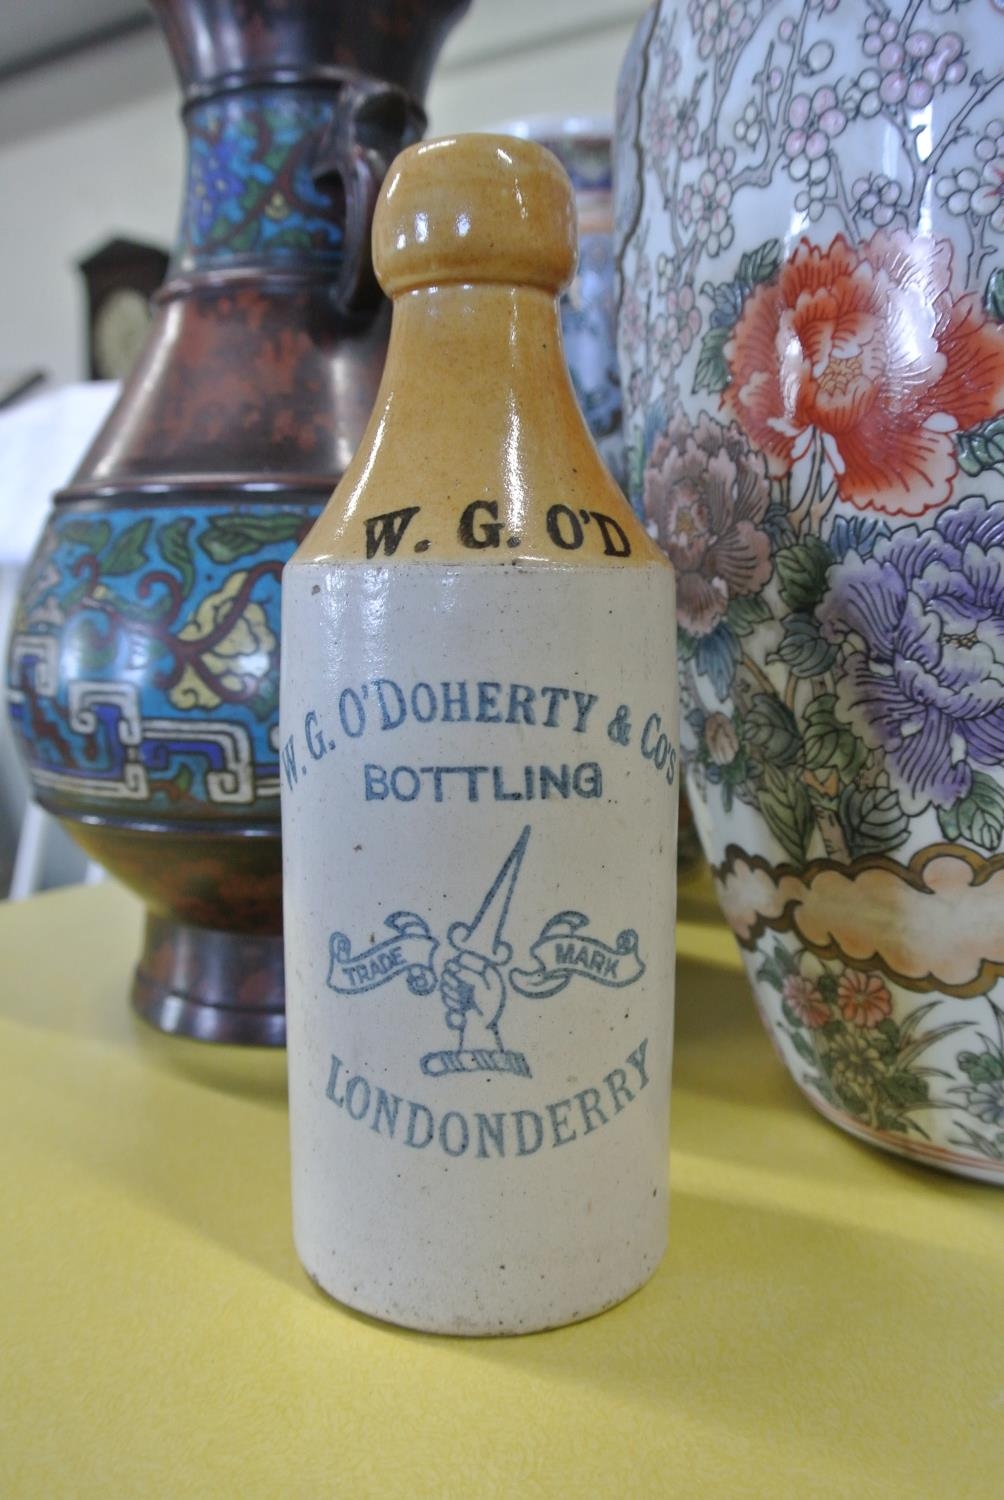 W. G. O'D
W. G. O'DOHERTY & CO'S
BOTTLING
TRADE MARK
LONDONDERRY